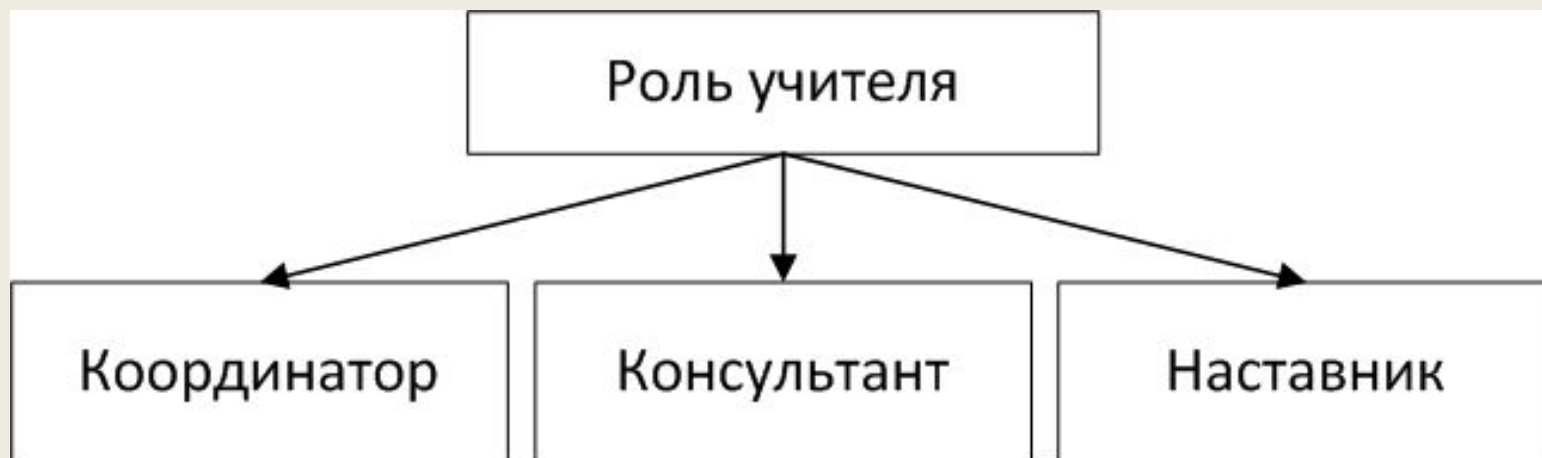 Роль учителя
Координатор
Консультант
Наставник